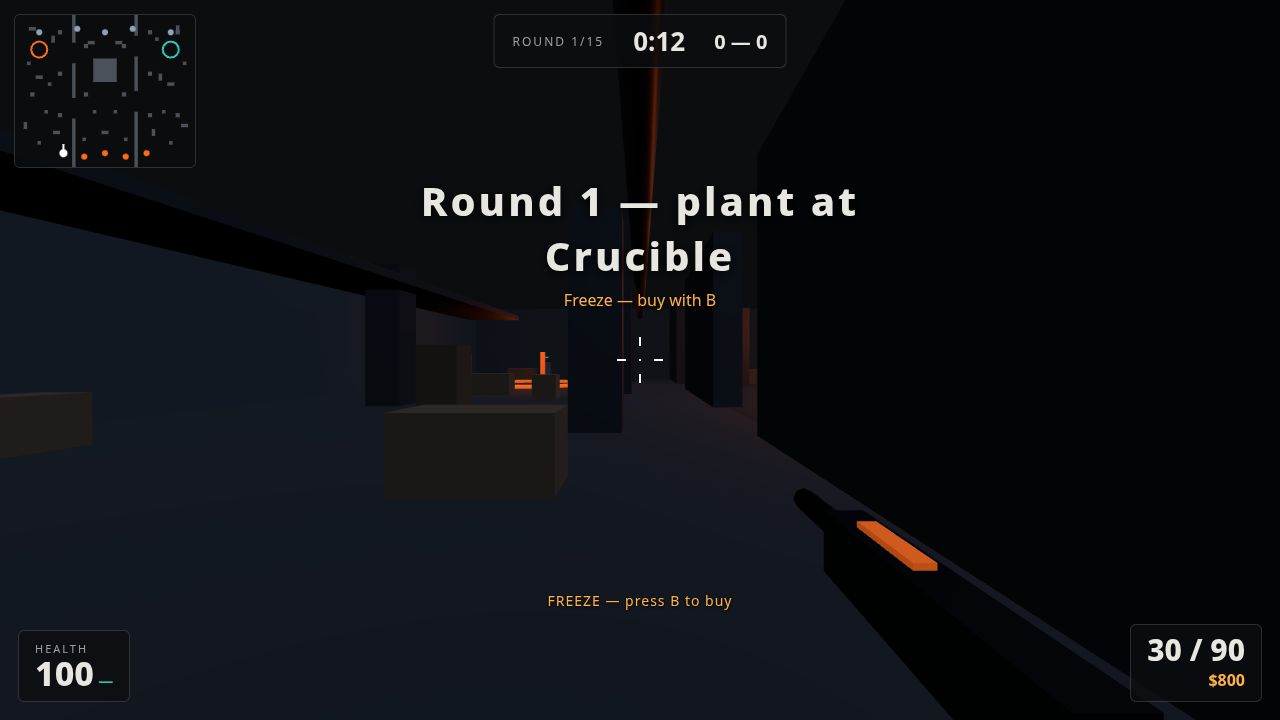 ROUND 1/15 0:12 0 — 0
Round 1 — plant at
Crucible
Freeze — buy with B
FREEZE — press B to buy
HEALTH
100 —
30 / 90
$800